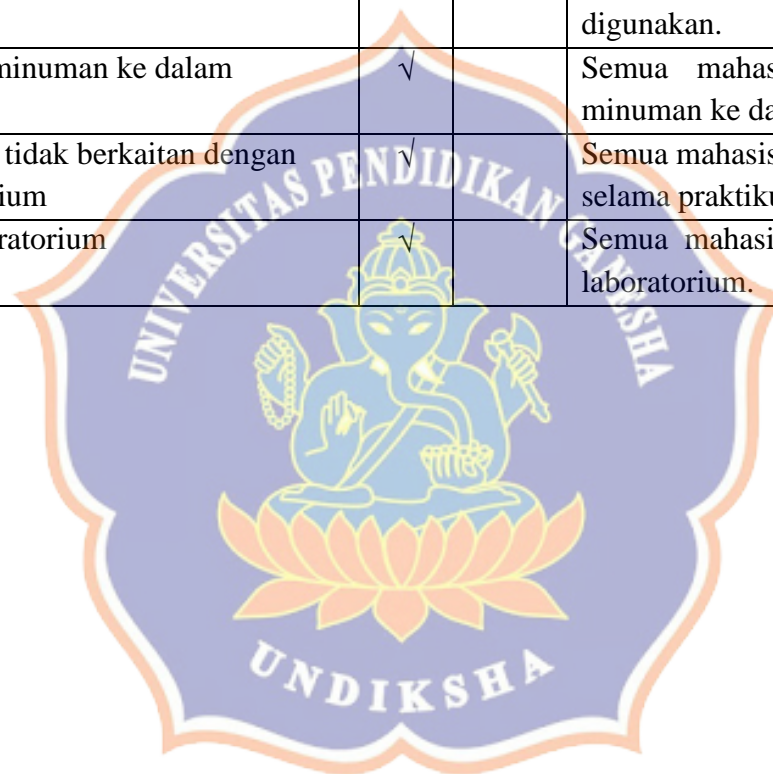 digunakan.
minuman ke dalam √ Semua mahas
minuman ke da
tidak berkaitan dengan √ Semua mahasis
ium selama praktiku
ratorium √ Semua mahasi
laboratorium.
UNIVERSITAS PENDIDIKAN GANESHA
UNDIKSHA